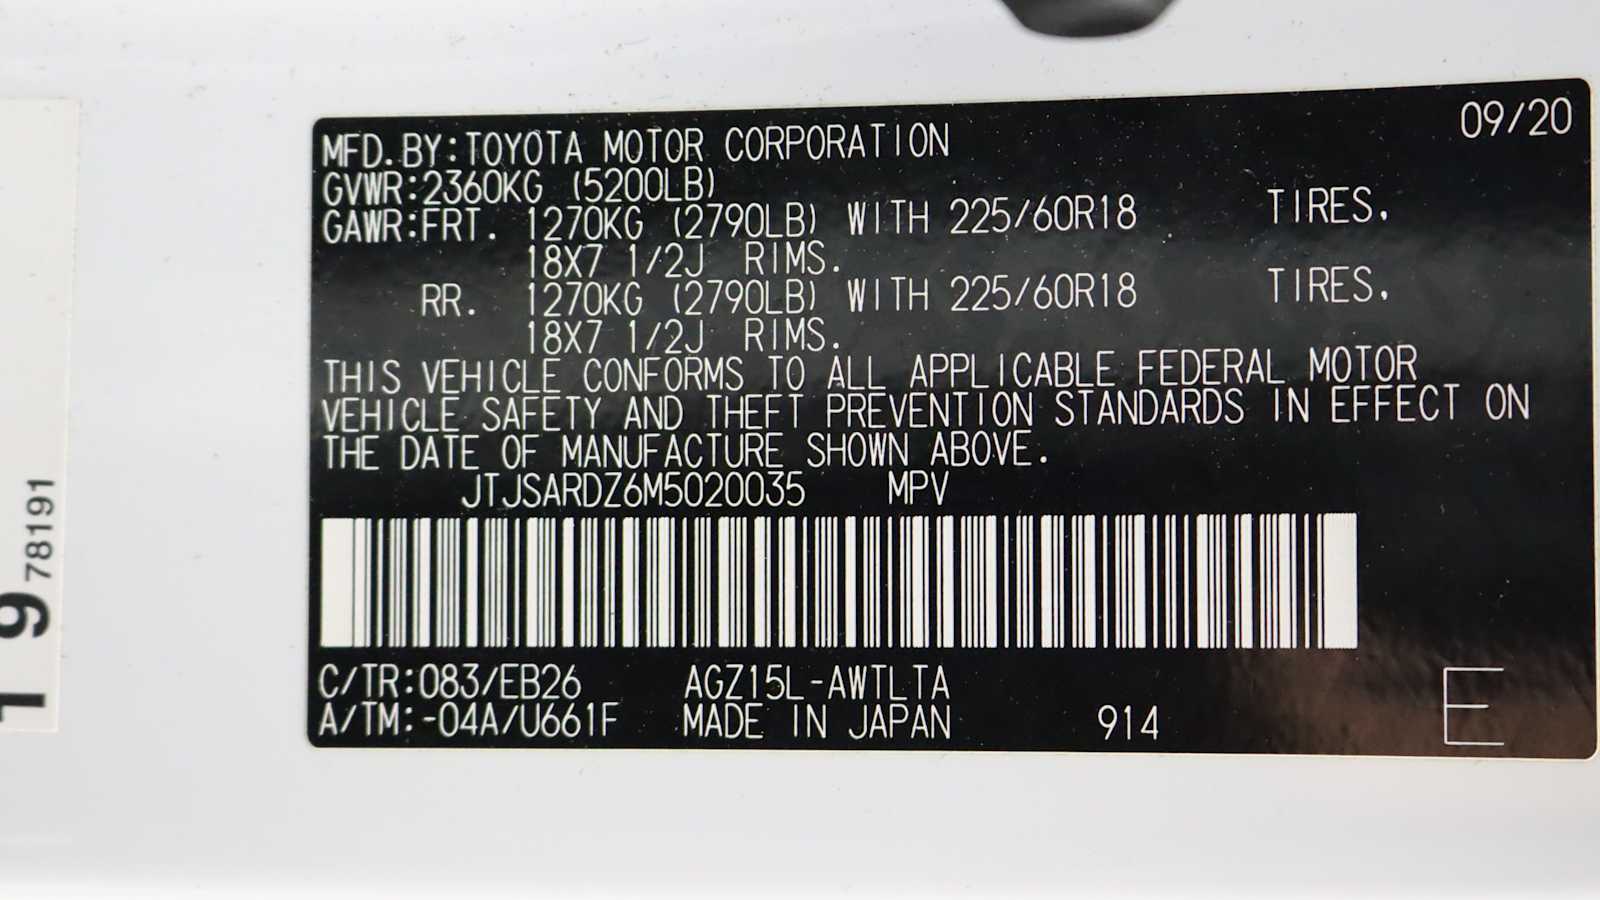 09/20
MFD.BY:TOYOTA MOTOR CORPORATION
GVWR:2360KG (5200LB)
GAWR:FRT. 1270KG (2790LB) WITH 225/60R18 TIRES,
18X7 1/2J RIMS.
RR. 1270KG (2790LB) WITH 225/60R18 TIRES,
18X7 1/2J RIMS.
THIS VEHICLE CONFORMS TO ALL APPLICABLE FEDERAL MOTOR
VEHICLE SAFETY AND THEFT PREVENTION STANDARDS IN EFFECT ON
THE DATE OF MANUFACTURE SHOWN ABOVE.
JTJSARDZ6M5020035 MPV
C/TR:083/EB26 AGZ15L-AWTLTA
A/TM:-04A/U661F MADE IN JAPAN 914 E
1 9 78191